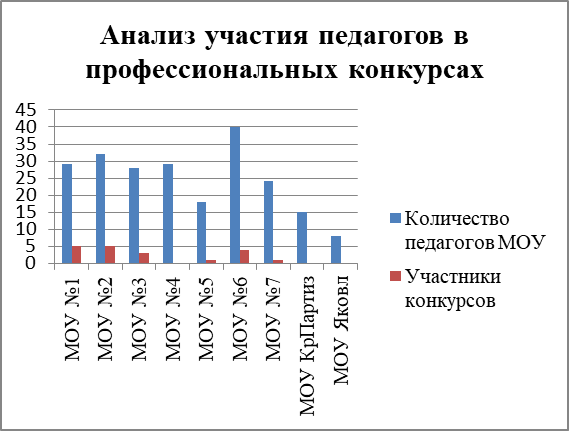 Анализ участия педагогов в
профессиональных конкурсах
45
40
35
30
25
20
15
10
5
0
МОУ №1
МОУ №2
МОУ №3
МОУ №4
МОУ №5
МОУ №6
МОУ №7
МОУ КрПартиз
МОУ Яковл
Количество
педагогов МОУ
Участники
конкурсов